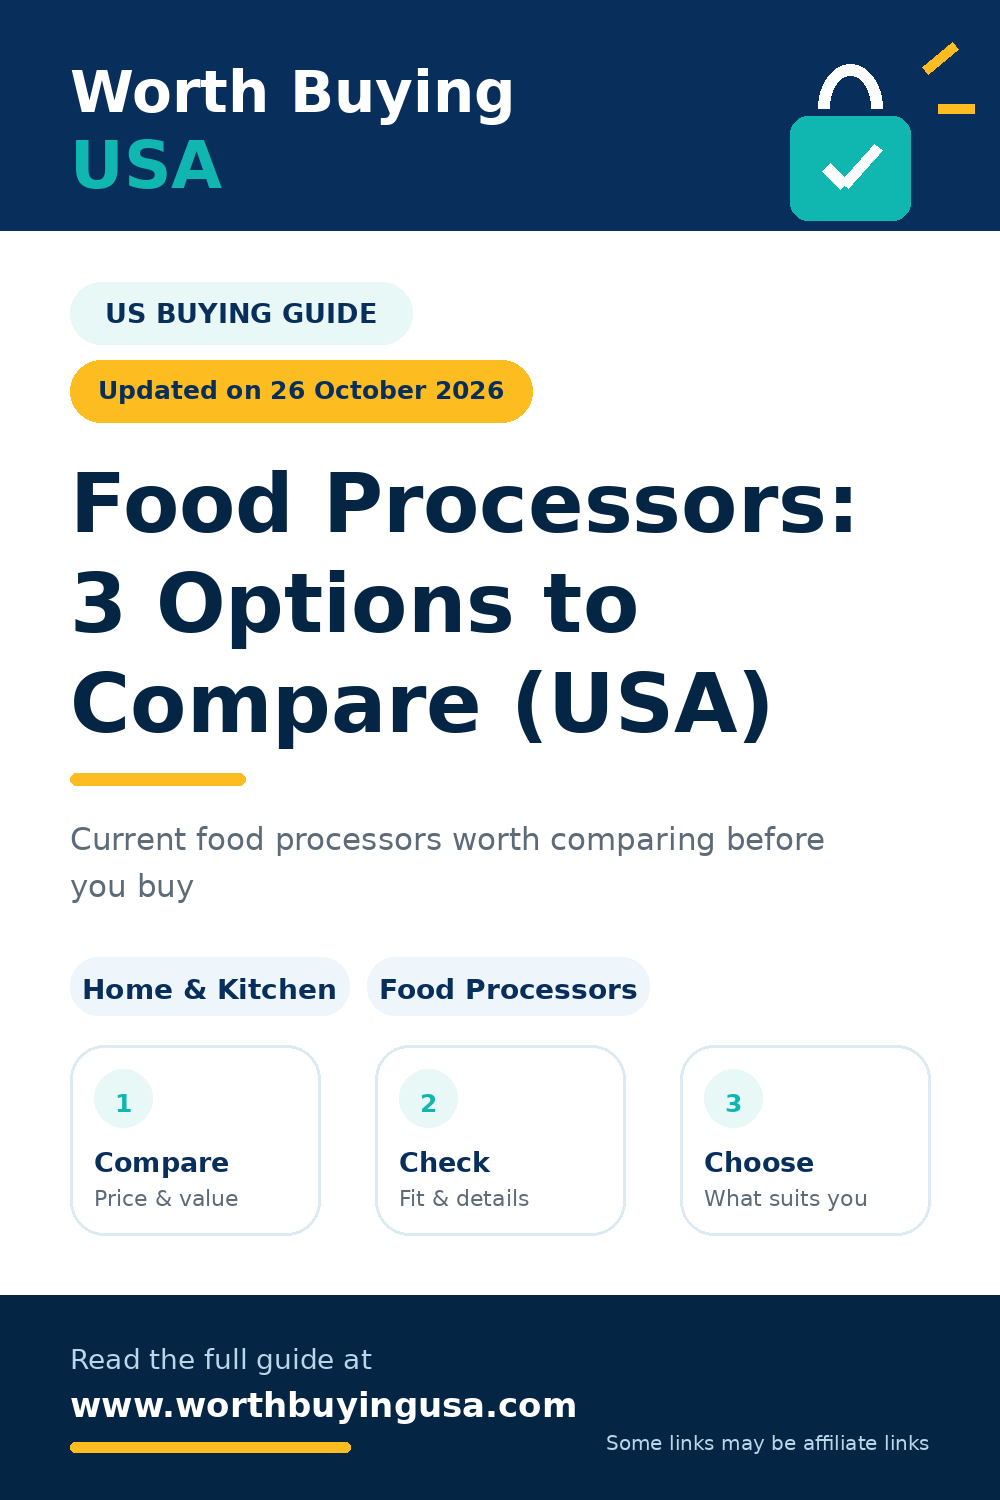 Worth Buying
USA
US BUYING GUIDE
Updated on 26 October 2026
Food Processors:
3 Options to
Compare (USA)
Current food processors worth comparing before
you buy
Home & Kitchen
Food Processors
1
Compare
Price & value
2
Check
Fit & details
3
Choose
What suits you
Read the full guide at
www.worthbuyingusa.com
Some links may be affiliate links